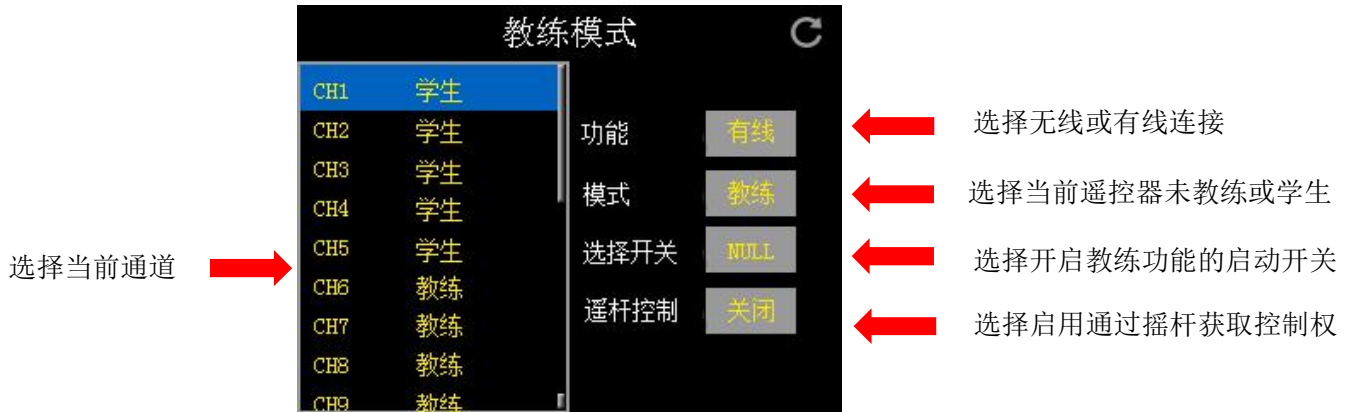 教练模式
CH1 学生
CH2 学生
CH3 学生
CH4 学生
CH5 学生
CH6 教练
CH7 教练
CH8 教练
CH9 教练
功能 有线
模式 教练
选择开关 NULL
遥杆控制 关闭
选择当前通道
选择无线或有线连接
选择当前遥控器未教练或学生
选择开启教练功能的启动开关
选择启用通过摇杆获取控制权